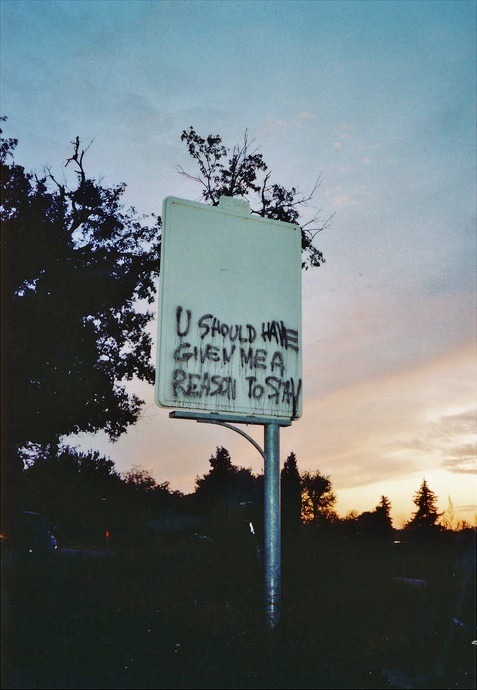 U SHOULD HAVE
GIVEN ME A
REASON TO STAY